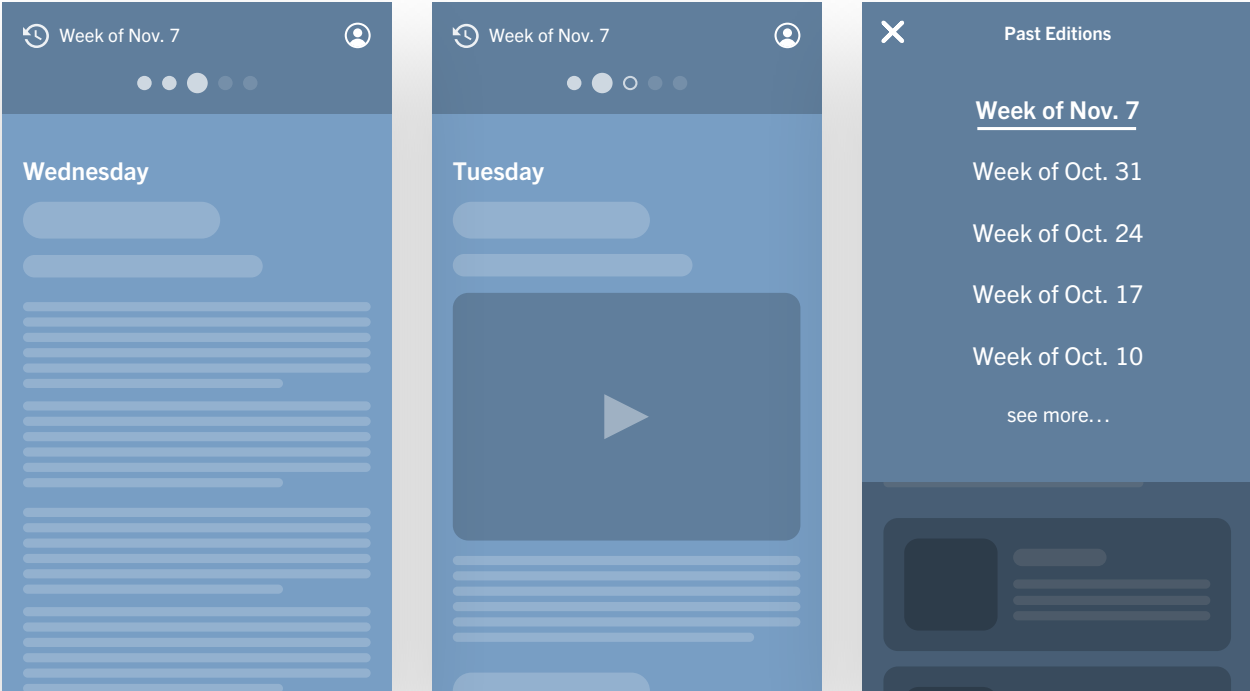 Week of Nov. 7
Wednesday
Week of Nov. 7
Tuesday
Past Editions
Week of Nov. 7
Week of Oct. 31
Week of Oct. 24
Week of Oct. 17
Week of Oct. 10
see more...